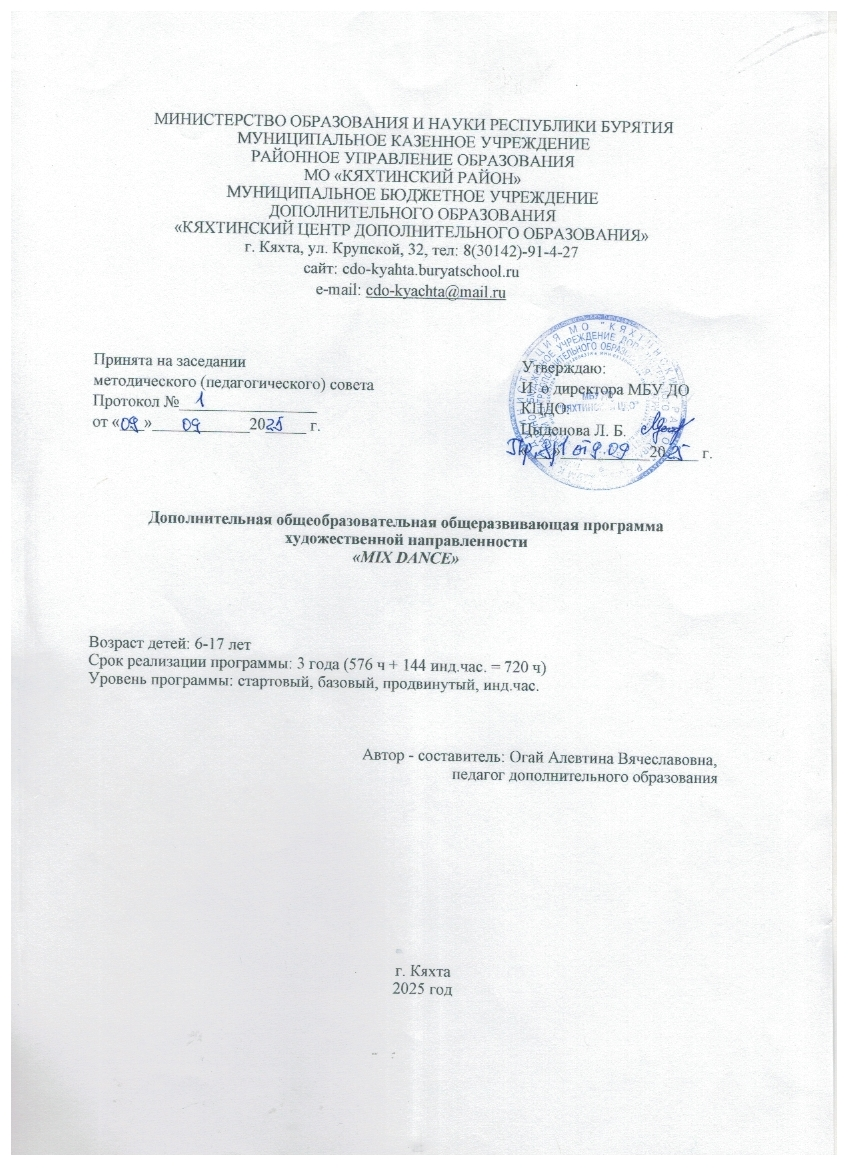 МИНИСТЕРСТВО ОБРАЗОВАНИЯ И НАУКИ РЕСПУБЛИКИ БУРЯТИЯ
МУНИЦИПАЛЬНОЕ КАЗЕННОЕ УЧРЕЖДЕНИЕ
РАЙОННОЕ УПРАВЛЕНИЕ ОБРАЗОВАНИЯ
МО «КЯХТИНСКИЙ РАЙОН»
МУНИЦИПАЛЬНОЕ БЮДЖЕТНОЕ УЧРЕЖДЕНИЕ
ДОПОЛНИТЕЛЬНОГО ОБРАЗОВАНИЯ
«КЯХТИНСКИЙ ЦЕНТР ДОПОЛНИТЕЛЬНОГО ОБРАЗОВАНИЯ»
г. Кяхта, ул. Крупской, 32, тел: 8(30142)-91-4-27
сайт: cdo-kyahta.buryatschool.ru
e-mail: cdo-kyachta@mail.ru
Принята на заседании
методического (педагогического) совета
Протокол № 1
от «09» 09 2025 г.
Утверждаю:
И. о директора МБУ ДО
КЦДО:
Цыденова Л. Б.
Пр. от 9.09 2025 г.
Дополнительная общеобразовательная общеразвивающая программа
художественной направленности
«MIX DANCE»
Возраст детей: 6-17 лет
Срок реализации программы: 3 года (576 ч + 144 инд.час. = 720 ч)
Уровень программы: стартовый, базовый, продвинутый, инд.час.
Автор - составитель: Огай Алевтина Вячеславовна,
педагог дополнительного образования
г. Кяхта
2025 год